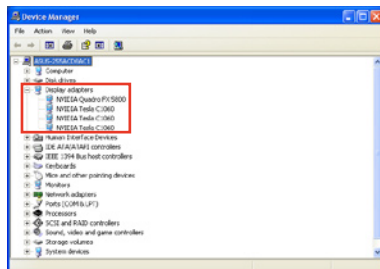 Device Manager
File Action View Help
ASUS-255ACD8AC1
Computer
Disk drives
Display adapters
NVIDIA Quadro FX 5800
NVIDIA Tesla C1060
NVIDIA Tesla C1060
NVIDIA Tesla C1060
Human Interface Devices
IDE ATA/ATAPI controllers
IEEE 1394 Bus host controllers
Keyboards
Mice and other pointing devices
Monitors
Network adapters
Ports (COM & LPT)
Processors
SCSI and RAID controllers
Sound, video and game controllers
Storage volumes
System devices